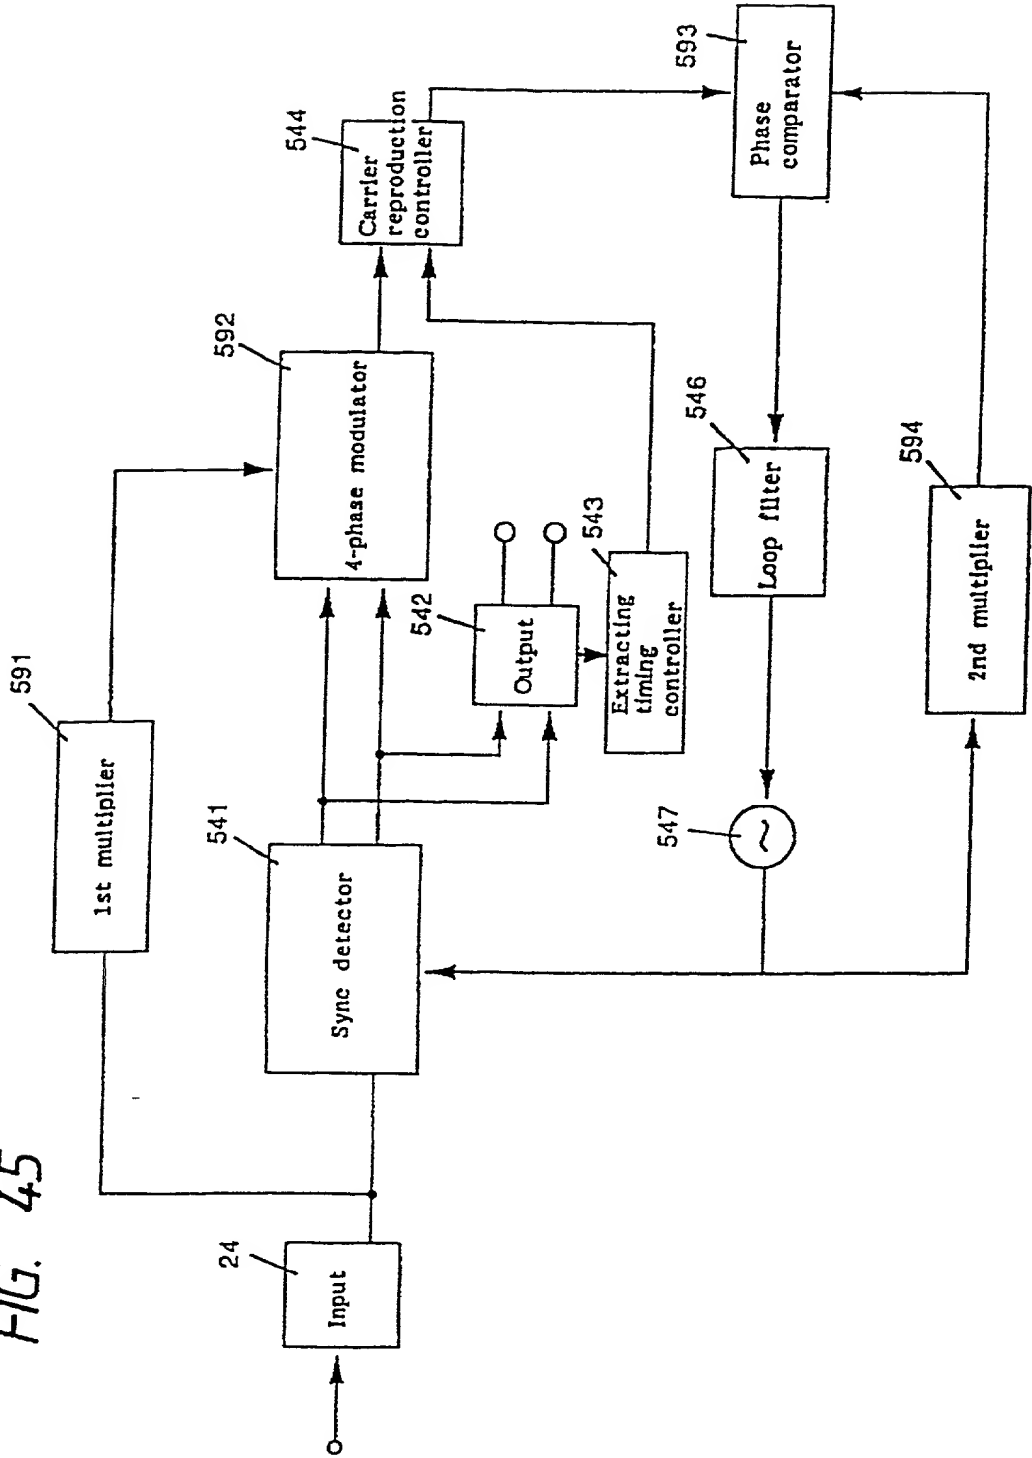 FIG. 45
591
1st multiplier
24
Input
541
Sync detector
592
4-phase modulator
544
Carrier
reproduction
controller
542
Output
543
Extracting
timing
controller
593
Phase
comparator
546
Loop filter
547
~
594
2nd multiplier